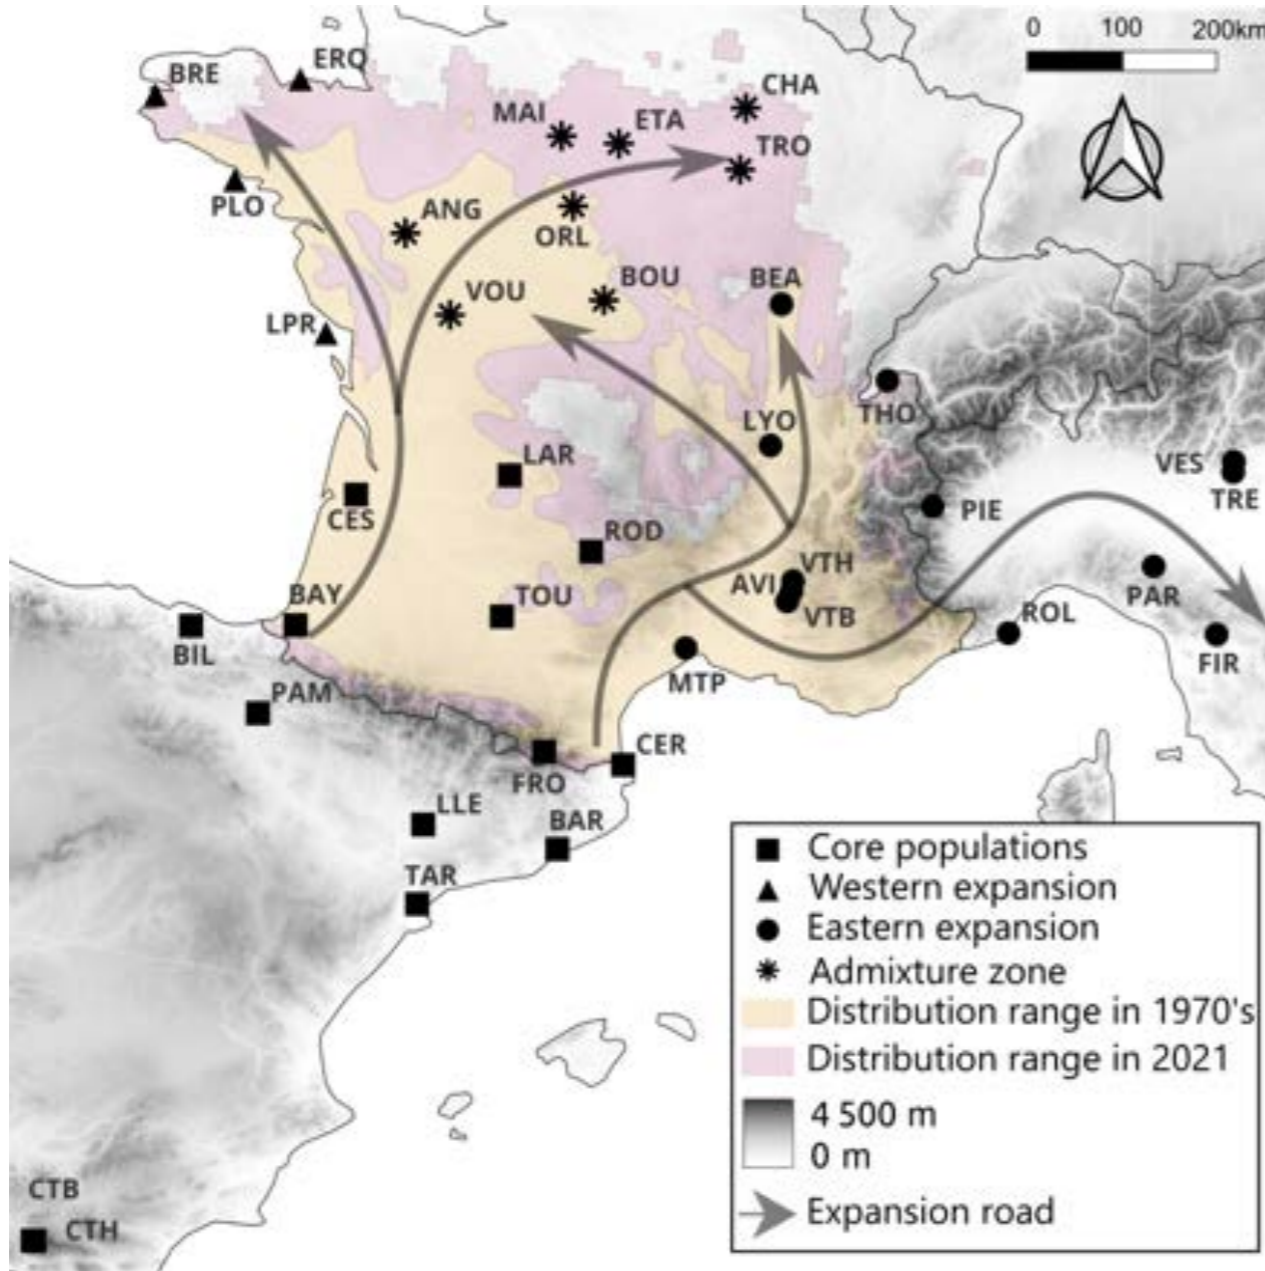 0 100 200km
BRE
ERQ
CHA
MAI
ETA
TRO
PLO
ANG
ORL
VOU
BOU
BEA
LPR
THO
LYO
LAR
CES
VES
TRE
PIE
ROD
VTH
AVI
VTB
BAY
TOU
PAR
ROL
BIL
FIR
MTP
PAM
CER
FRO
LLE
BAR
TAR
Core populations
Western expansion
Eastern expansion
Admixture zone
Distribution range in 1970's
Distribution range in 2021
4 500 m
0 m
Expansion road
CTB
CTH